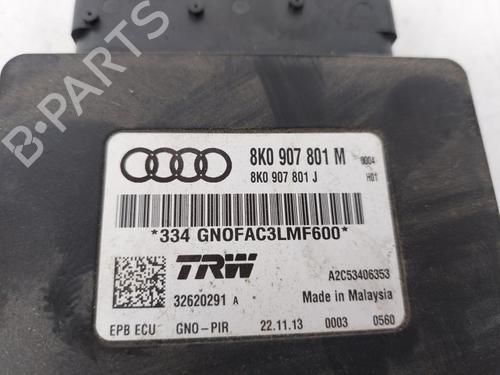 B-PARTS
8K0 907 801 M 0004
8K0 907 801 J H01
*334 GNOFAC3LMF600*
TRW A2C53406353
32620291 A Made in Malaysia
EPB ECU GNO-PIR 22.11.13 0003 0560